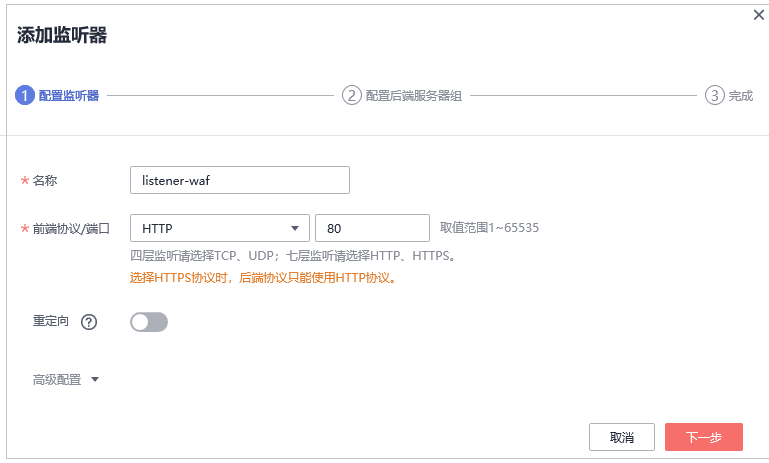 添加监听器
1 配置监听器 2 配置后端服务器组 3 完成
* 名称 listener-waf
* 前端协议/端口 HTTP 80 取值范围1~65535
四层监听请选择TCP、UDP；七层监听请选择HTTP、HTTPS。
选择HTTPS协议时，后端协议只能使用HTTP协议。
重定向 ?
高级配置
取消 下一步